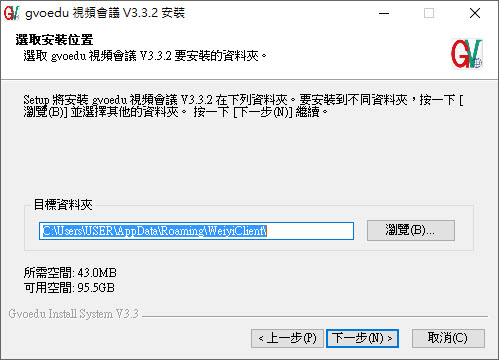 gvoedu 視頻會議 V3.3.2 安裝
選取安裝位置
選取 gvoedu 視頻會議 V3.3.2 要安裝的資料夾。
GV
Setup 將安裝 gvoedu 視頻會議 V3.3.2 在下列資料夾。要安裝到不同資料夾，按一下 [
瀏覽(B)] 並選擇其他的資料夾。 按一下 [下一步(N)] 繼續。
目標資料夾
C:\Users\USER\AppData\Roaming\WeiyiClient\
瀏覽(B)...
所需空間: 43.0MB
可用空間: 95.5GB
Gvoedu Install System V3.3
< 上一步(P)
下一步(N) >
取消(C)